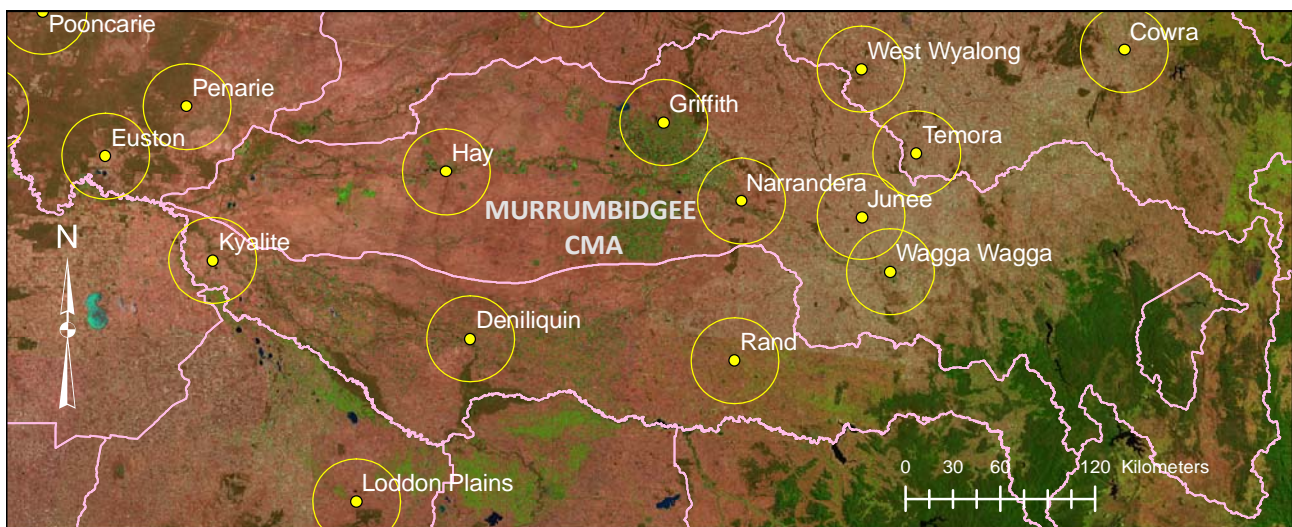 Pooncarie
Cowra
West Wyalong
Penarie
Griffith
Euston
Temora
Hay
Narrandera
Junee
MURRUMBIDGEE
CMA
N
Kyalite
Wagga Wagga
Deniliquin
Rand
0 30 60 120 Kilometers
Loddon Plains